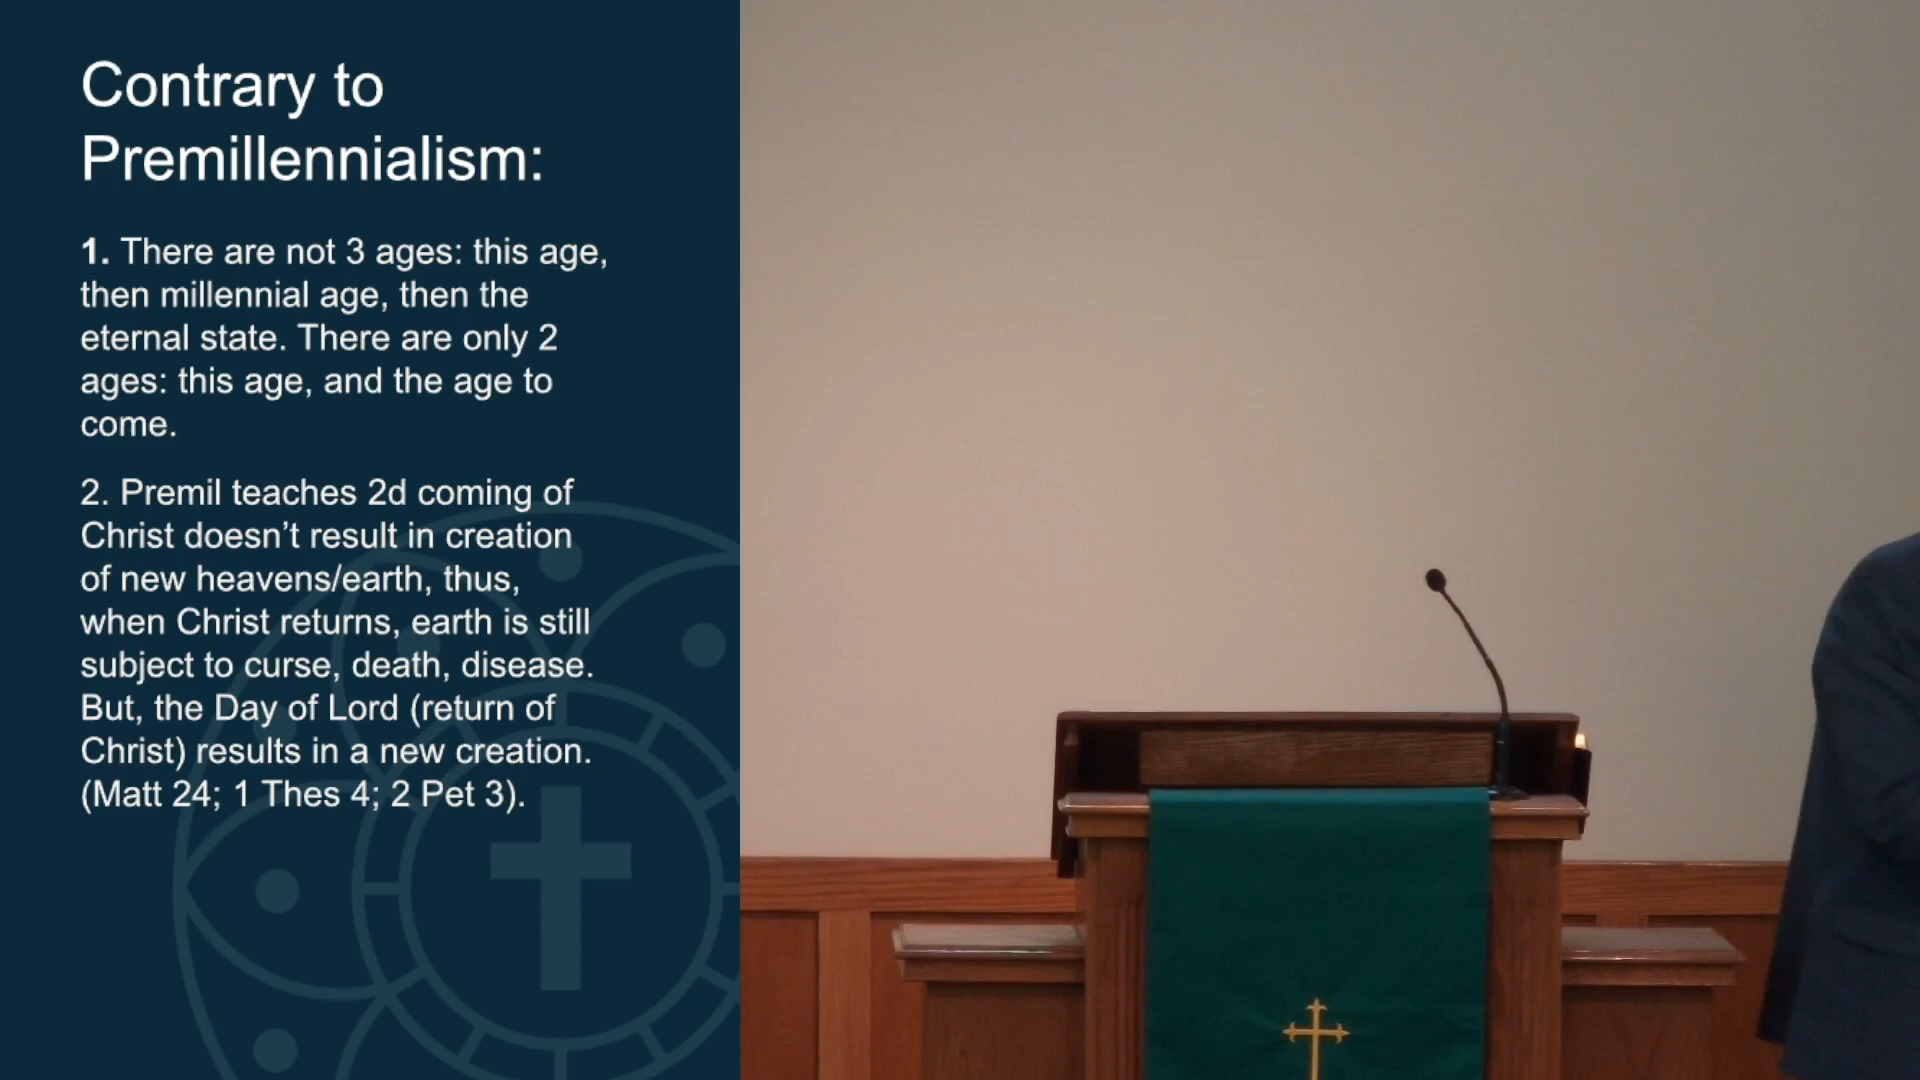 Contrary to
Premillennialism:
1. There are not 3 ages: this age,
then millennial age, then the
eternal state. There are only 2
ages: this age, and the age to
come.
2. Premil teaches 2d coming of
Christ doesn’t result in creation
of new heavens/earth, thus,
when Christ returns, earth is still
subject to curse, death, disease.
But, the Day of Lord (return of
Christ) results in a new creation.
(Matt 24; 1 Thes 4; 2 Pet 3).